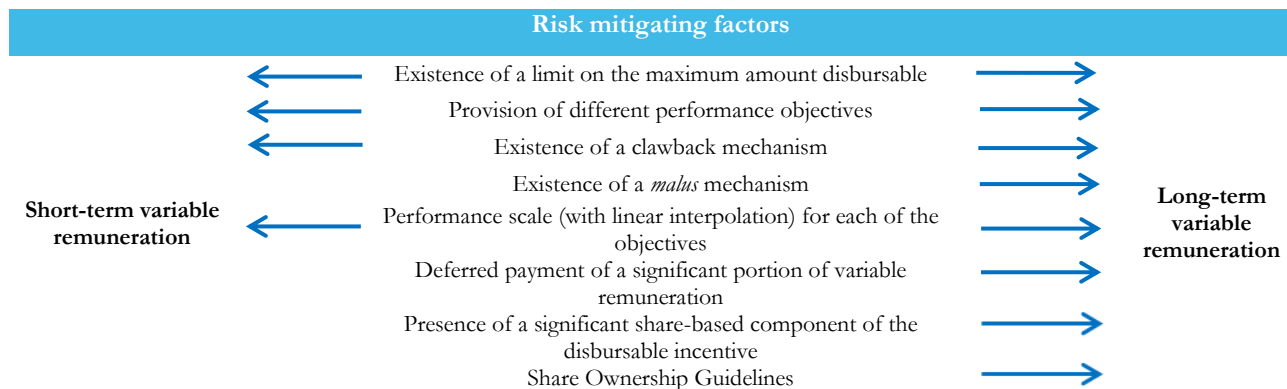 Risk mitigating factors
Existence of a limit on the maximum amount disbursable
Provision of different performance objectives
Existence of a clawback mechanism
Existence of a malus mechanism
Short-term variable
remuneration
Performance scale (with linear interpolation) for each of the
objectives
Long-term
variable
remuneration
Deferred payment of a significant portion of variable
remuneration
Presence of a significant share-based component of the
disbursable incentive
Share Ownership Guidelines